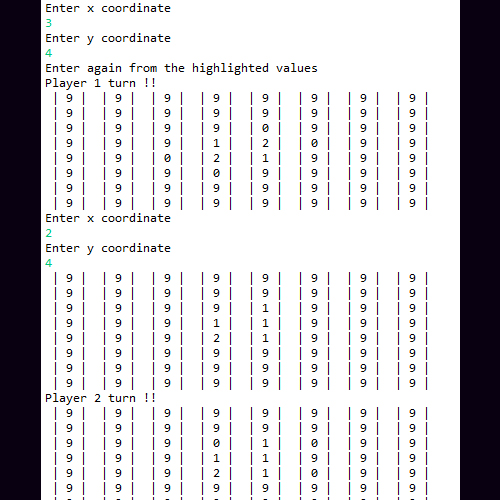 Enter x coordinate
3
Enter y coordinate
4
Enter again from the highlighted values
Player 1 turn !!
| 9 | | 9 | | 9 | | 9 | | 9 | | 9 | | 9 | | 9 |
| 9 | | 9 | | 9 | | 9 | | 9 | | 9 | | 9 | | 9 |
| 9 | | 9 | | 9 | | 9 | | 0 | | 9 | | 9 | | 9 |
| 9 | | 9 | | 9 | | 1 | | 2 | | 0 | | 9 | | 9 |
| 9 | | 9 | | 0 | | 2 | | 1 | | 9 | | 9 | | 9 |
| 9 | | 9 | | 9 | | 0 | | 9 | | 9 | | 9 | | 9 |
| 9 | | 9 | | 9 | | 9 | | 9 | | 9 | | 9 | | 9 |
| 9 | | 9 | | 9 | | 9 | | 9 | | 9 | | 9 | | 9 |
Enter x coordinate
2
Enter y coordinate
4
| 9 | | 9 | | 9 | | 9 | | 9 | | 9 | | 9 | | 9 |
| 9 | | 9 | | 9 | | 9 | | 9 | | 9 | | 9 | | 9 |
| 9 | | 9 | | 9 | | 9 | | 1 | | 9 | | 9 | | 9 |
| 9 | | 9 | | 9 | | 1 | | 1 | | 9 | | 9 | | 9 |
| 9 | | 9 | | 9 | | 2 | | 1 | | 9 | | 9 | | 9 |
| 9 | | 9 | | 9 | | 9 | | 9 | | 9 | | 9 | | 9 |
| 9 | | 9 | | 9 | | 9 | | 9 | | 9 | | 9 | | 9 |
| 9 | | 9 | | 9 | | 9 | | 9 | | 9 | | 9 | | 9 |
Player 2 turn !!
| 9 | | 9 | | 9 | | 9 | | 9 | | 9 | | 9 | | 9 |
| 9 | | 9 | | 9 | | 9 | | 9 | | 9 | | 9 | | 9 |
| 9 | | 9 | | 9 | | 0 | | 1 | | 0 | | 9 | | 9 |
| 9 | | 9 | | 9 | | 1 | | 1 | | 9 | | 9 | | 9 |
| 9 | | 9 | | 9 | | 2 | | 1 | | 0 | | 9 | | 9 |
| 9 | | 9 | | 9 | | 9 | | 9 | | 9 | | 9 | | 9 |